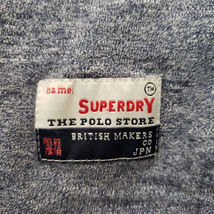 name:
SUPERDRY TM
THE POLO STORE
BRITISH MAKERS
CO
JPN